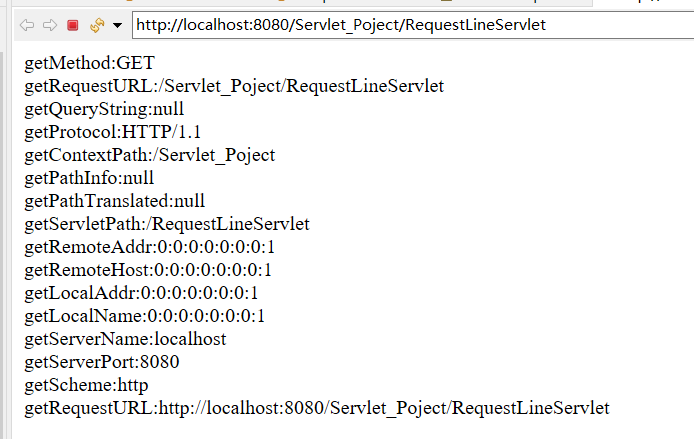 http://localhost:8080/Servlet_Poject/RequestLineServlet
getMethod:GET
getRequestURL:/Servlet_Poject/RequestLineServlet
getQueryString:null
getProtocol:HTTP/1.1
getContextPath:/Servlet_Poject
getPathInfo:null
getPathTranslated:null
getServletPath:/RequestLineServlet
getRemoteAddr:0:0:0:0:0:0:0:1
getRemoteHost:0:0:0:0:0:0:0:1
getLocalAddr:0:0:0:0:0:0:0:1
getLocalName:0:0:0:0:0:0:0:1
getServerName:localhost
getServerPort:8080
getScheme:http
getRequestURL:http://localhost:8080/Servlet_Poject/RequestLineServlet